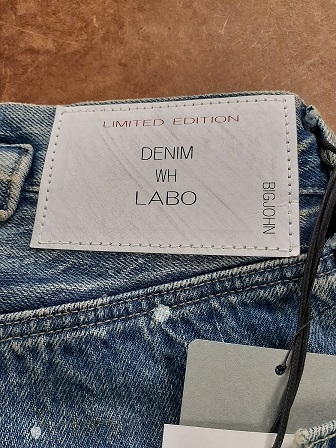 LIMITED EDITION
DENIM
WH
LABO
BIGJOHN